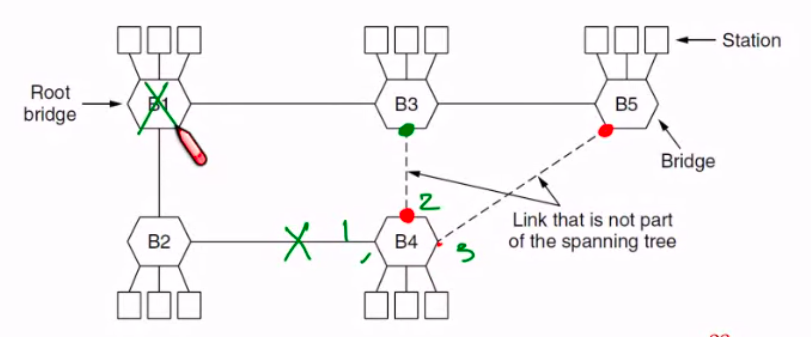 Station
Root
bridge
B1
B3
B5
Bridge
2
Link that is not part
of the spanning tree
B2
1
B4
3